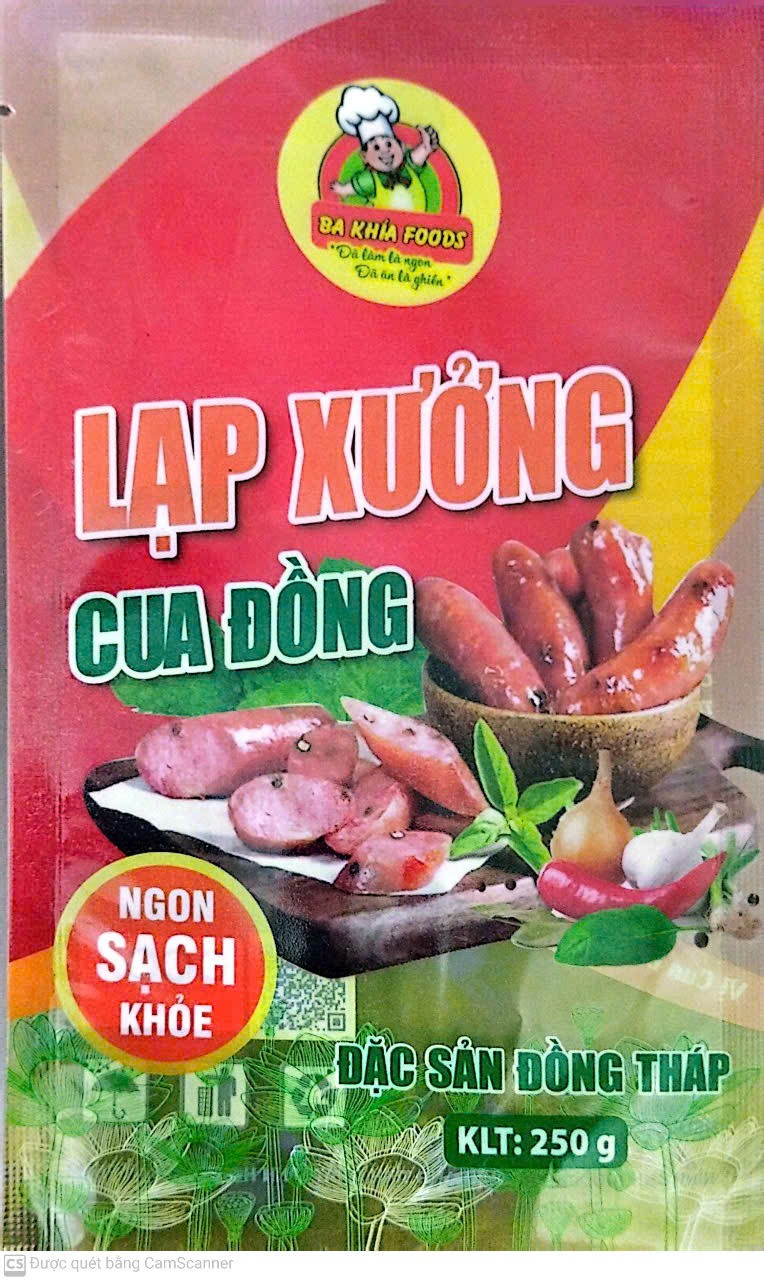 BA KHÍA FOODS
"Đã làm là ngon
Đã ăn là ghiền"
LẠP XƯỞNG
CUA ĐỒNG
NGON
SẠCH
KHỎE
ĐẶC SẢN ĐỒNG THÁP
KLT: 250 g
CS Được quét bằng CamScanner